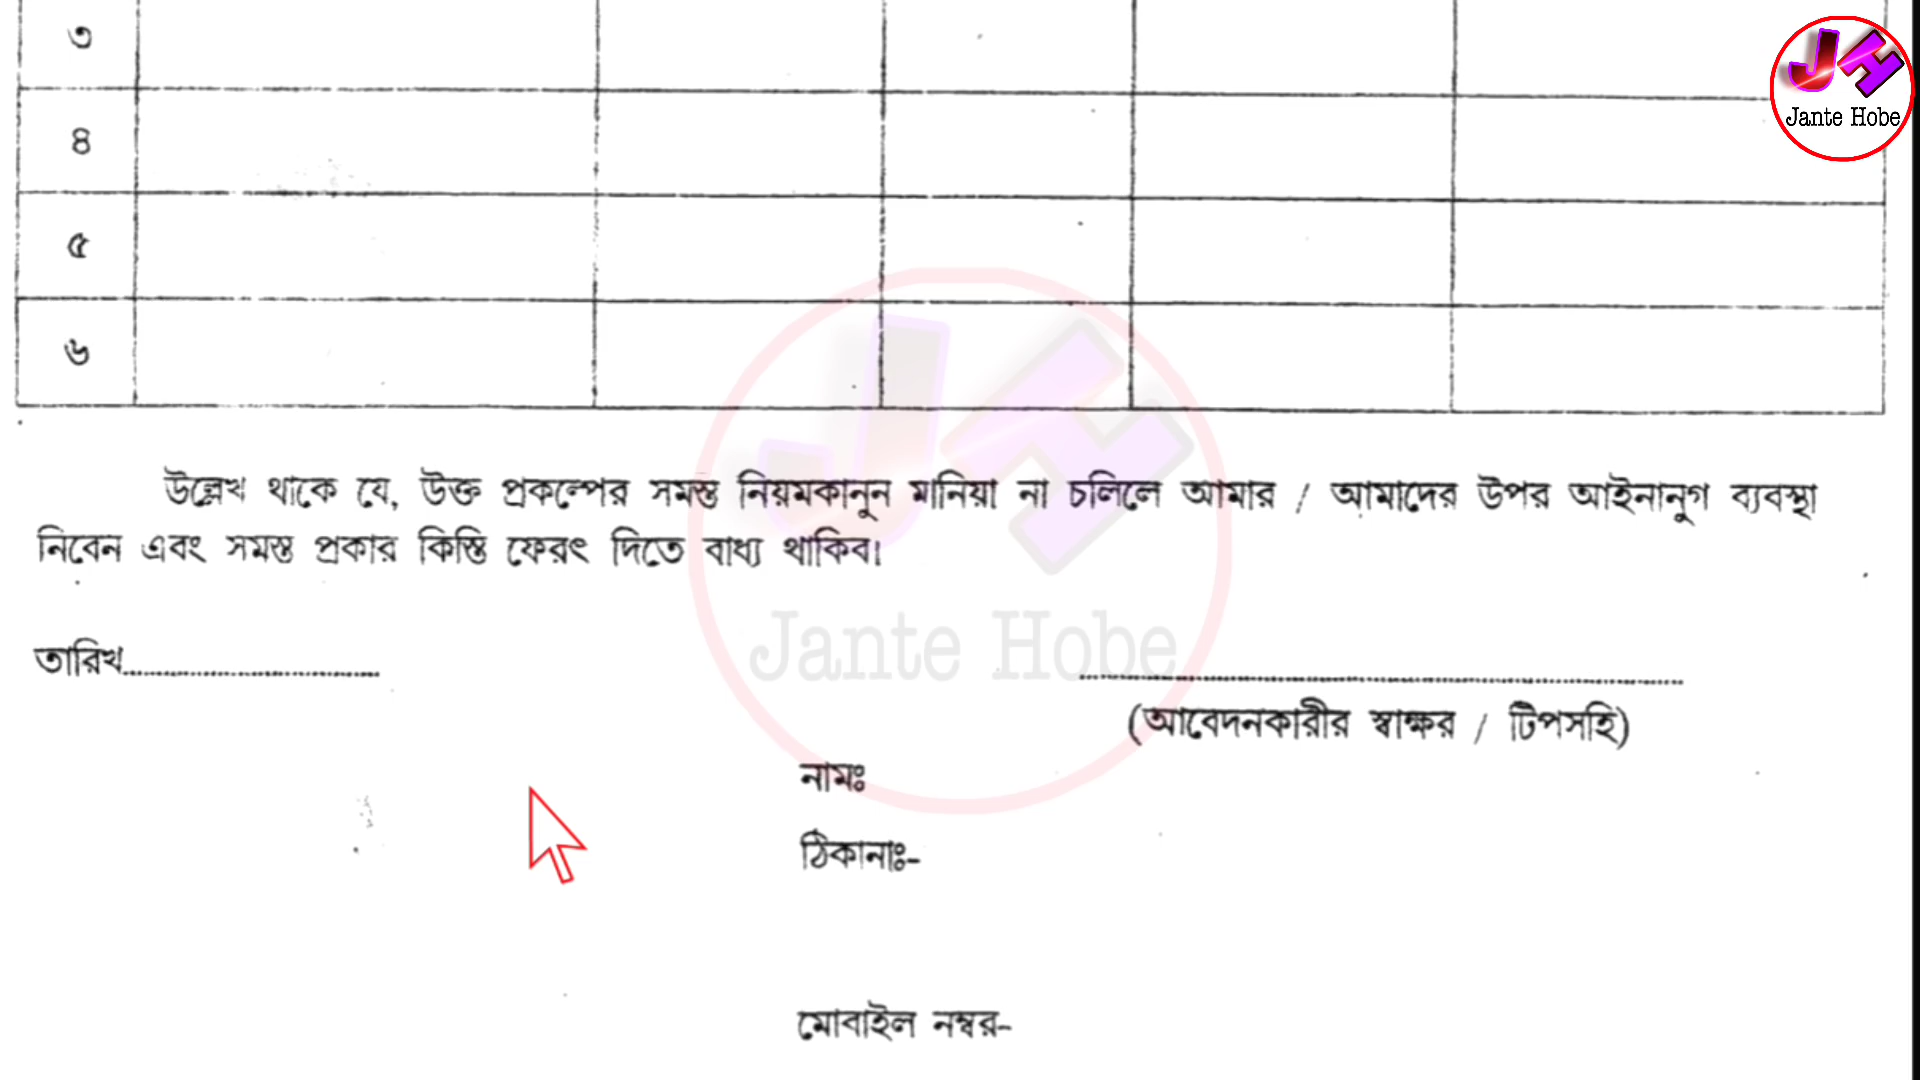 ৩
Jante Hobe
৪
৫
৬
উল্লেখ থাকে যে, উক্ত প্রকল্পের সমস্ত নিয়মকানুন মানিয়া না চলিলে আমার / আমাদের উপর আইনানুগ ব্যবস্থা
নিবেন এবং সমস্ত প্রকার কিস্তি ফেরৎ দিতে বাধ্য থাকিব।
Jante Hobe
তারিখ..............................
(আবেদনকারীর স্বাক্ষর / টিপসহি)
নামঃ
ঠিকানাঃ-
মোবাইল নম্বর-